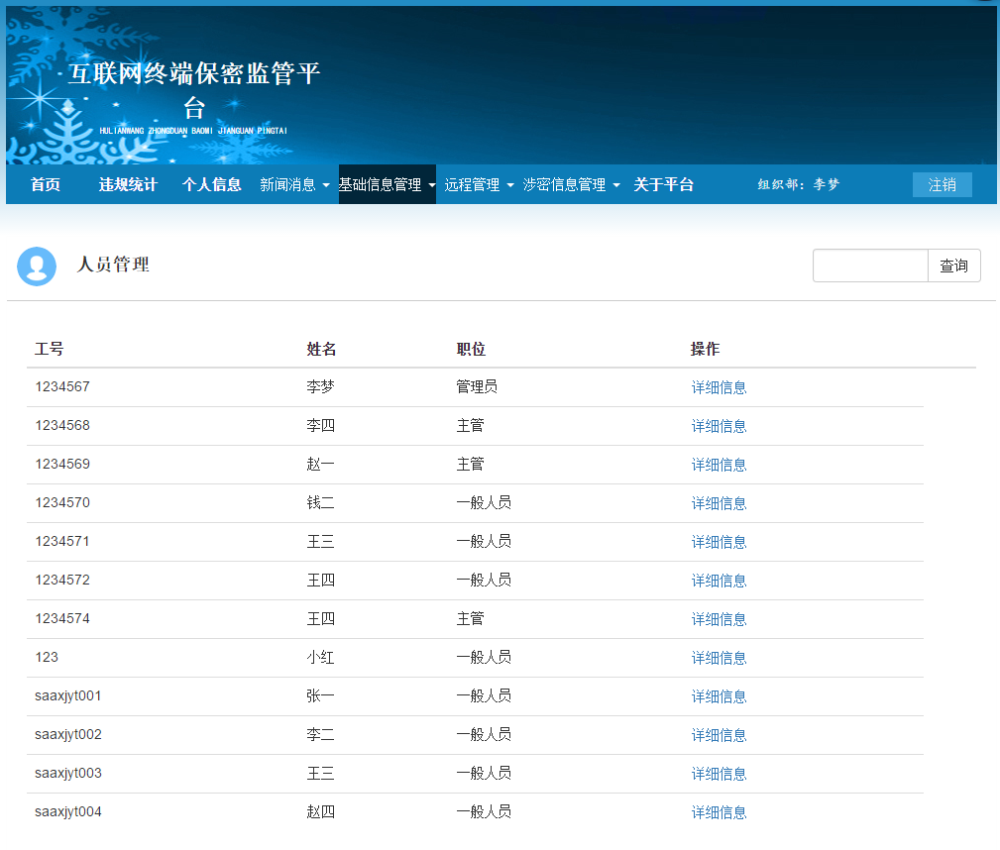 互联网终端保密监管平
台
HULIANWANG ZHONGDUAN BAOMI JIANGUAN PINGTAI
首页 违规统计 个人信息 新闻消息 基础信息管理 远程管理 涉密信息管理 关于平台 组织部：李梦 注销
人员管理 查询
工号 姓名 职位 操作
1234567 李梦 管理员 详细信息
1234568 李四 主管 详细信息
1234569 赵一 主管 详细信息
1234570 钱二 一般人员 详细信息
1234571 王三 一般人员 详细信息
1234572 王四 一般人员 详细信息
1234574 王四 主管 详细信息
123 小红 一般人员 详细信息
saaxjyt001 张一 一般人员 详细信息
saaxjyt002 李二 一般人员 详细信息
saaxjyt003 王三 一般人员 详细信息
saaxjyt004 赵四 一般人员 详细信息